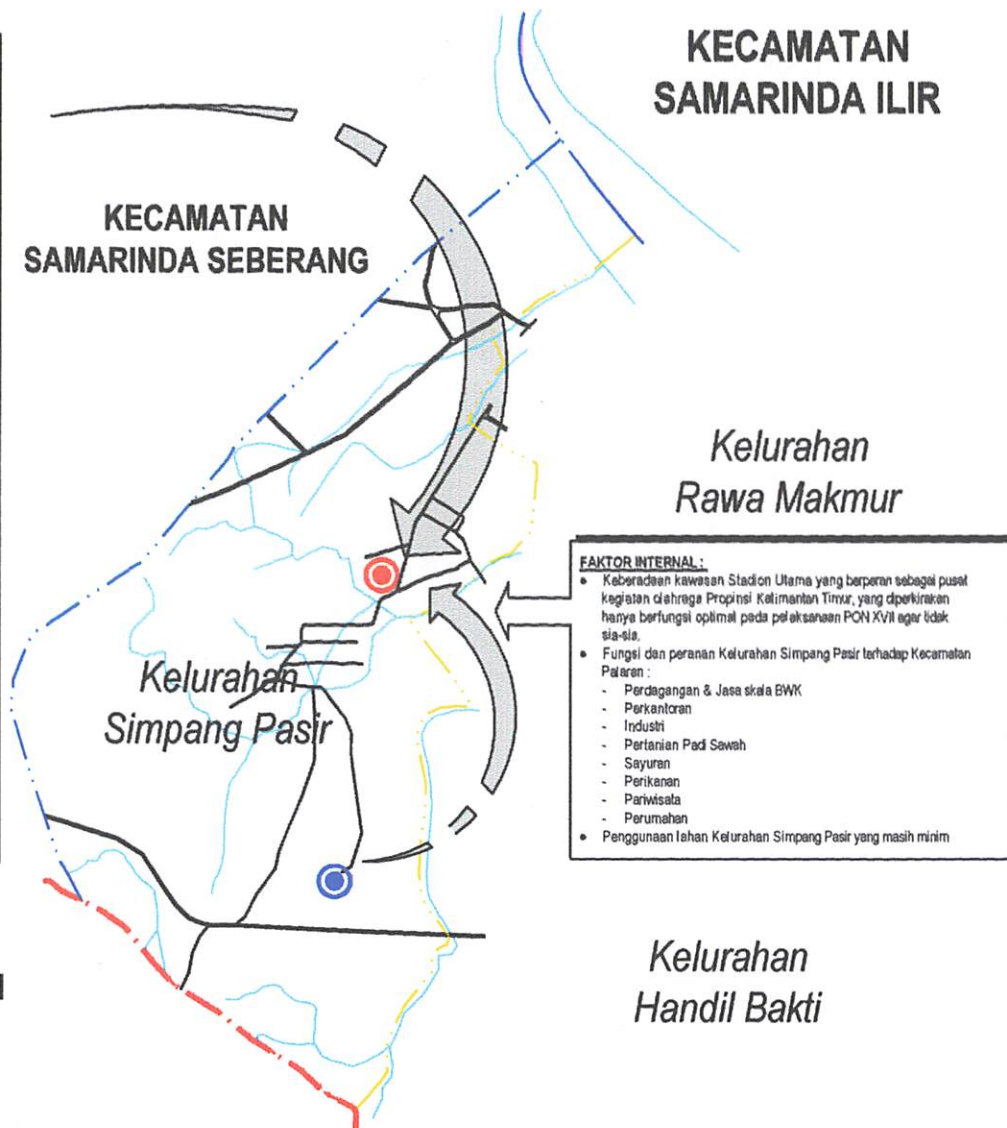 KECAMATAN
SAMARINDA ILIR
KECAMATAN
SAMARINDA SEBERANG
Kelurahan
Rawa Makmur
FAKTOR INTERNAL :
• Keberadaan kawasan Stadion Utama yang berperan sebagai pusat
kegiatan olahraga Propinsi Kalimantan Timur, yang diperkirakan
hanya berfungsi optimal pada pelaksanaan PON XVII agar tidak
sia-sia.
• Fungsi dan peranan Kelurahan Simpang Pasir terhadap Kecamatan
Palaran :
- Perdagangan & Jasa skala BWK
- Perkantoran
- Industri
- Pertanian Padi Sawah
- Sayuran
- Perikanan
- Pariwisata
- Perumahan
• Penggunaan lahan Kelurahan Simpang Pasir yang masih minim
Kelurahan
Simpang Pasir
Kelurahan
Handil Bakti